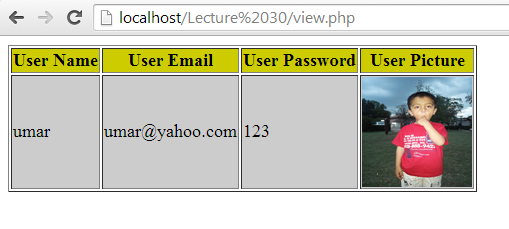 localhost/Lecture%2030/view.php
User Name User Email User Password User Picture
umar umar@yahoo.com 123